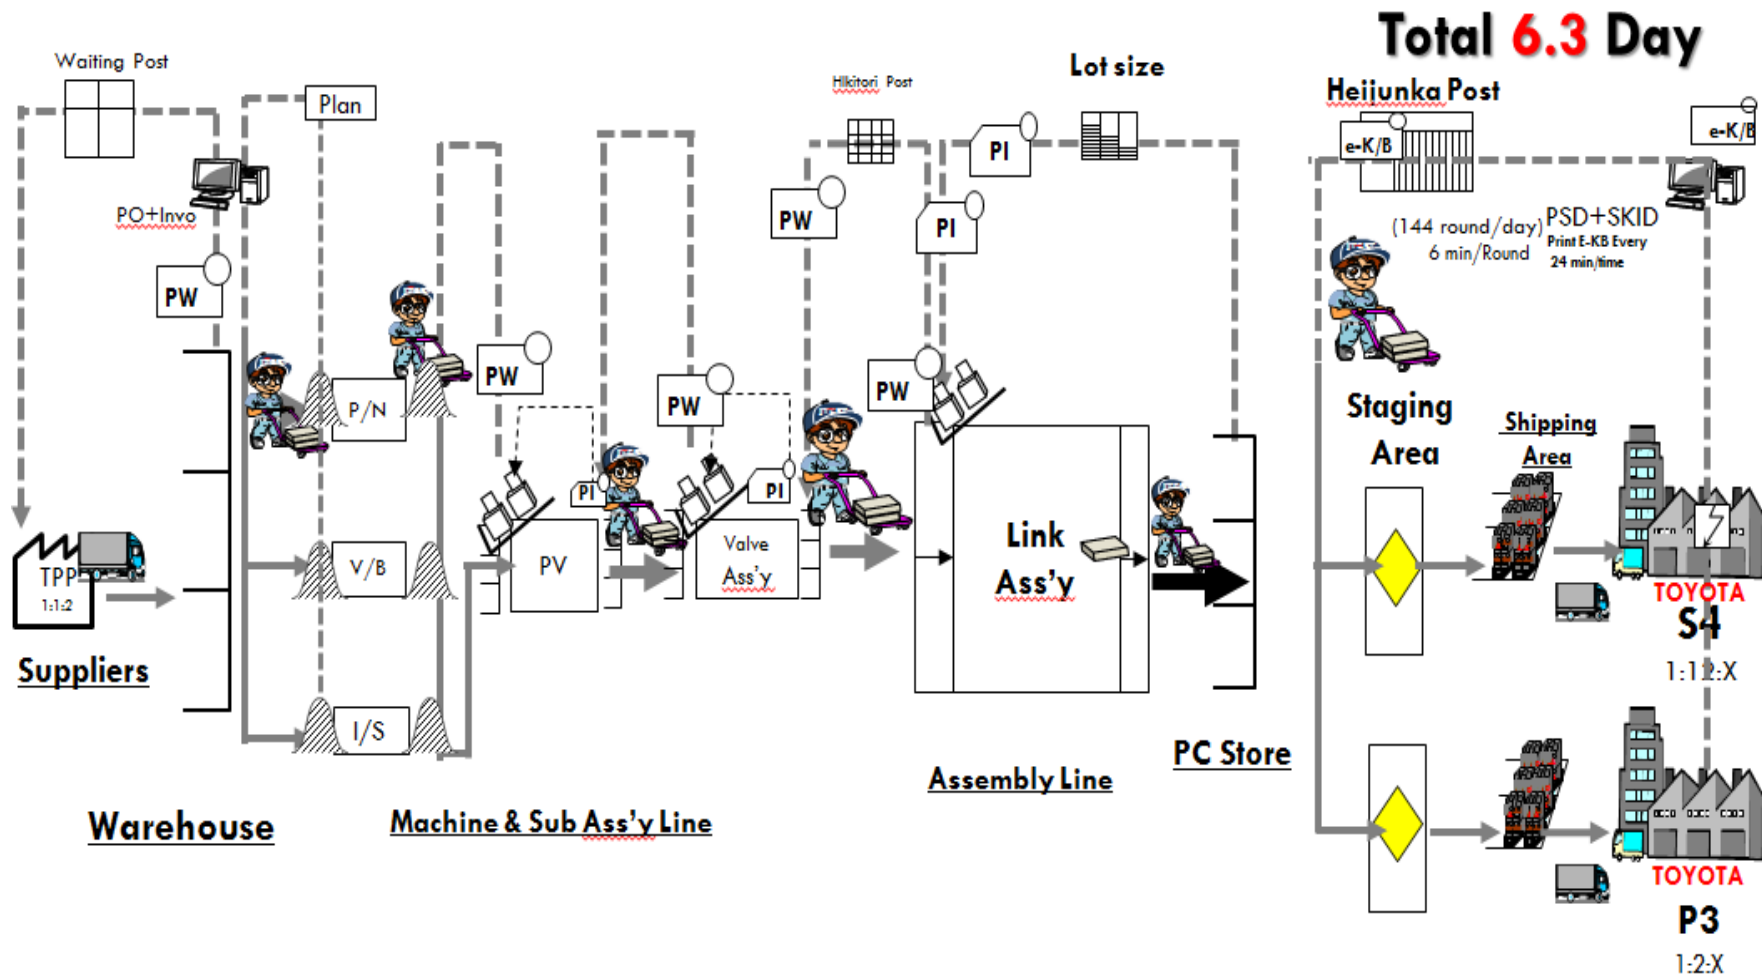 Total 6.3 Day
Waiting Post
Plan
HIkitori Post
Lot size
Heijunka Post
e-K/B
e-K/B
PI
PO+Invo
PW
PW
PI
(144 round/day)
6 min/Round
PSD+SKID
Print E-KB Every
24 min/time
PW
PW
PW
P/N
Staging
Area
Shipping
Area
PI
PI
TPP
1:1:2
V/B
PV
Valve
Ass'y
Link
Ass'y
TOYOTA
S4
1:12:X
Suppliers
I/S
PC Store
Assembly Line
Warehouse
Machine & Sub Ass'y Line
TOYOTA
P3
1:2:X